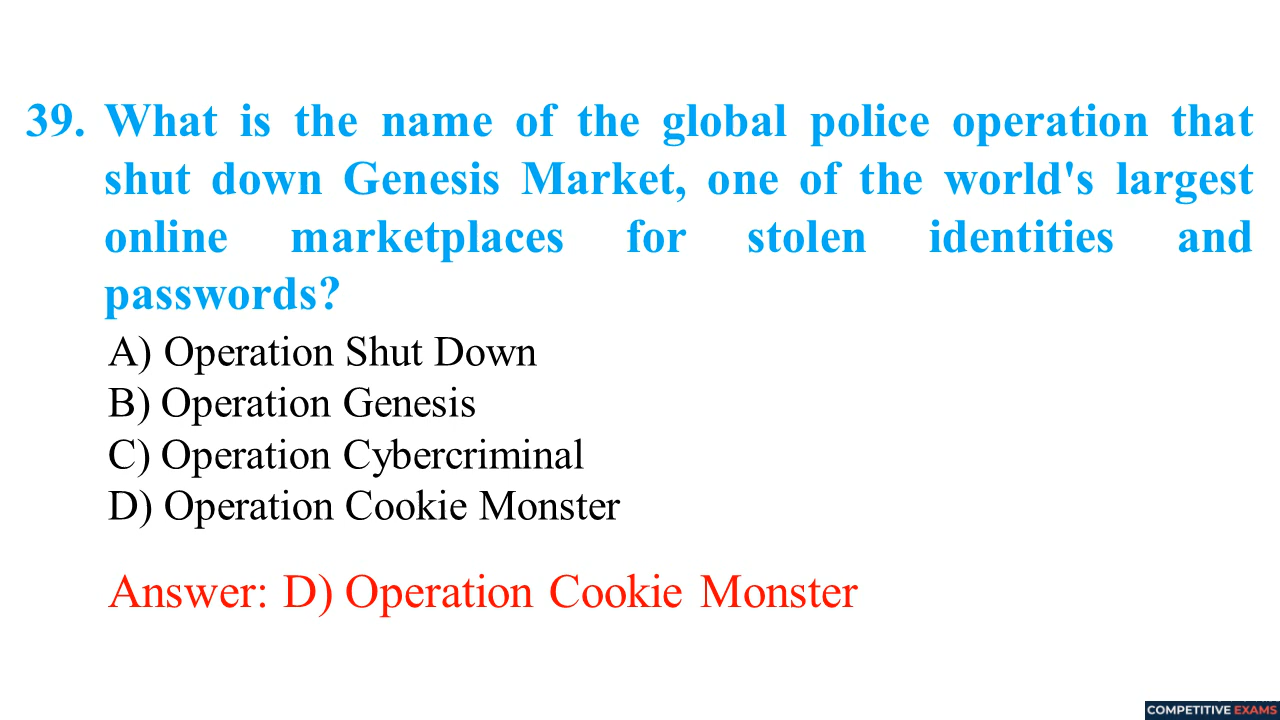 39. What is the name of the global police operation that
shut down Genesis Market, one of the world's largest
online marketplaces for stolen identities and
passwords?
A) Operation Shut Down
B) Operation Genesis
C) Operation Cybercriminal
D) Operation Cookie Monster
Answer: D) Operation Cookie Monster
COMPETITIVE EXAMS